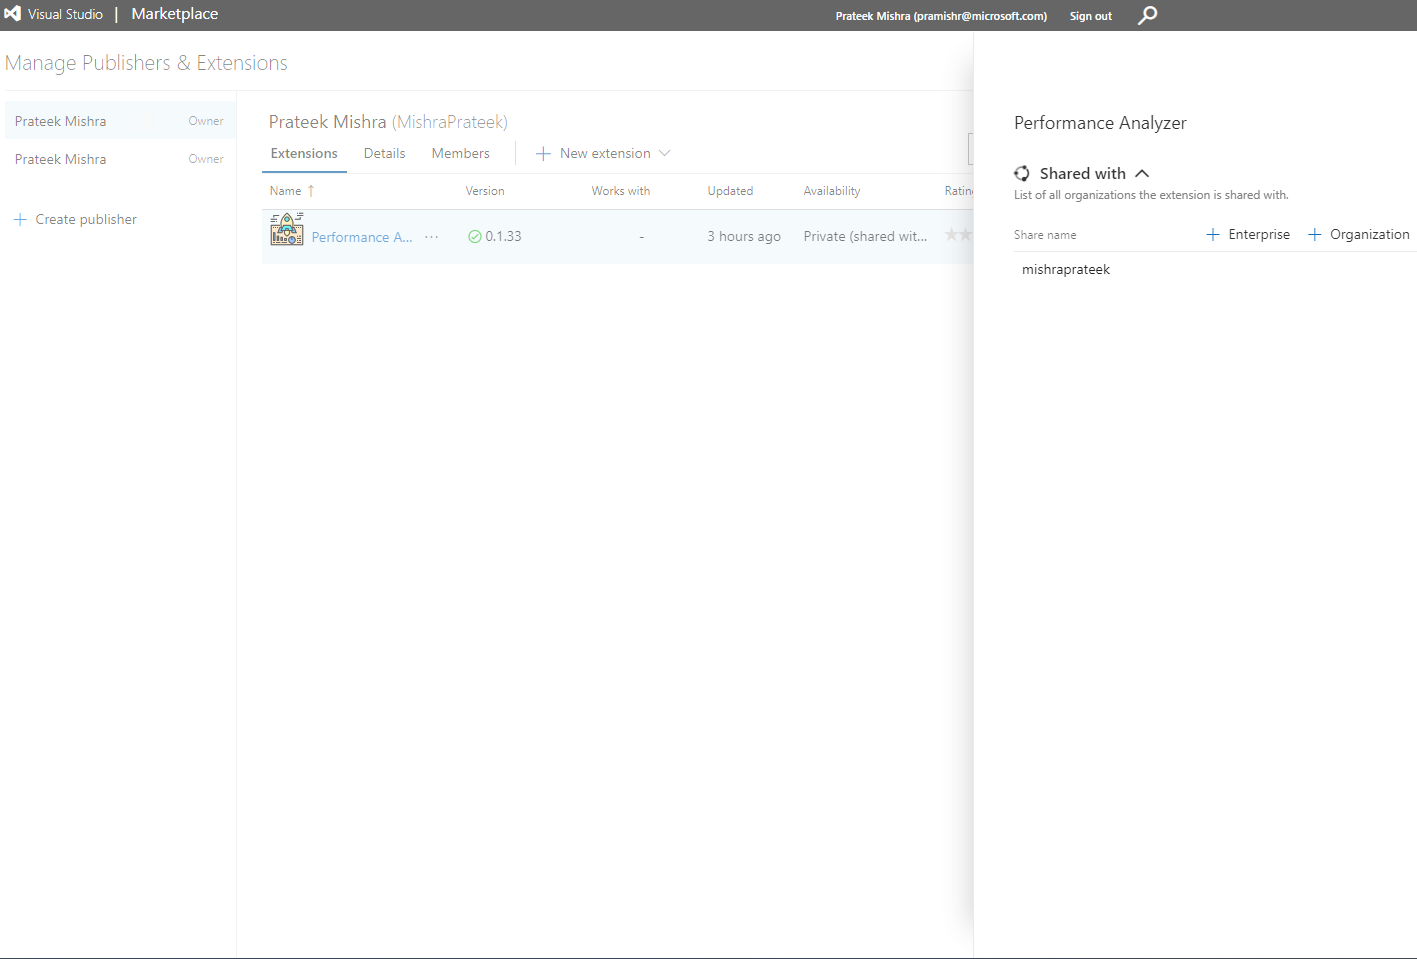 Visual Studio | Marketplace
Prateek Mishra (pramishr@microsoft.com) Sign out
Manage Publishers & Extensions
Prateek Mishra Owner
Prateek Mishra Owner
+ Create publisher
Prateek Mishra (MishraPrateek)
Extensions Details Members + New extension
Name ↑ Version Works with Updated Availability Ratin
Performance A... ··· 0.1.33 - 3 hours ago Private (shared wit...
Performance Analyzer
Shared with
List of all organizations the extension is shared with.
Share name + Enterprise + Organization
mishraprateek